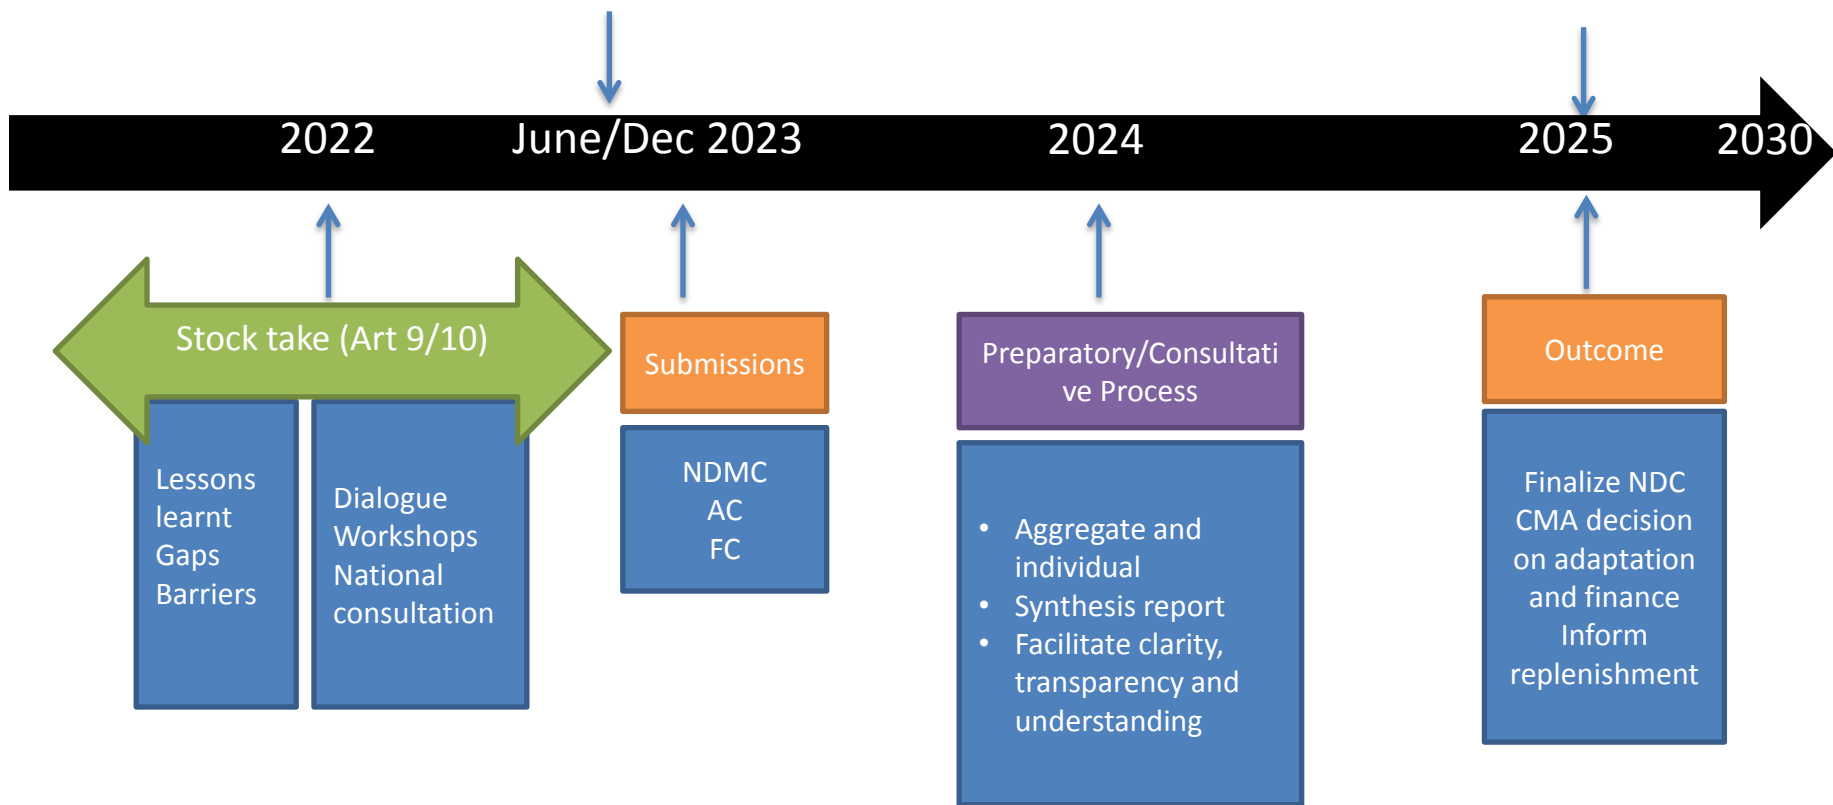 2022
June/Dec 2023
2024
2025
2030
Stock take (Art 9/10)
Lessons
learnt
Gaps
Barriers
Dialogue
Workshops
National
consultation
Submissions
NDMC
AC
FC
Preparatory/Consultati
ve Process
• Aggregate and
individual
• Synthesis report
• Facilitate clarity,
transparency and
understanding
Outcome
Finalize NDC
CMA decision
on adaptation
and finance
Inform
replenishment